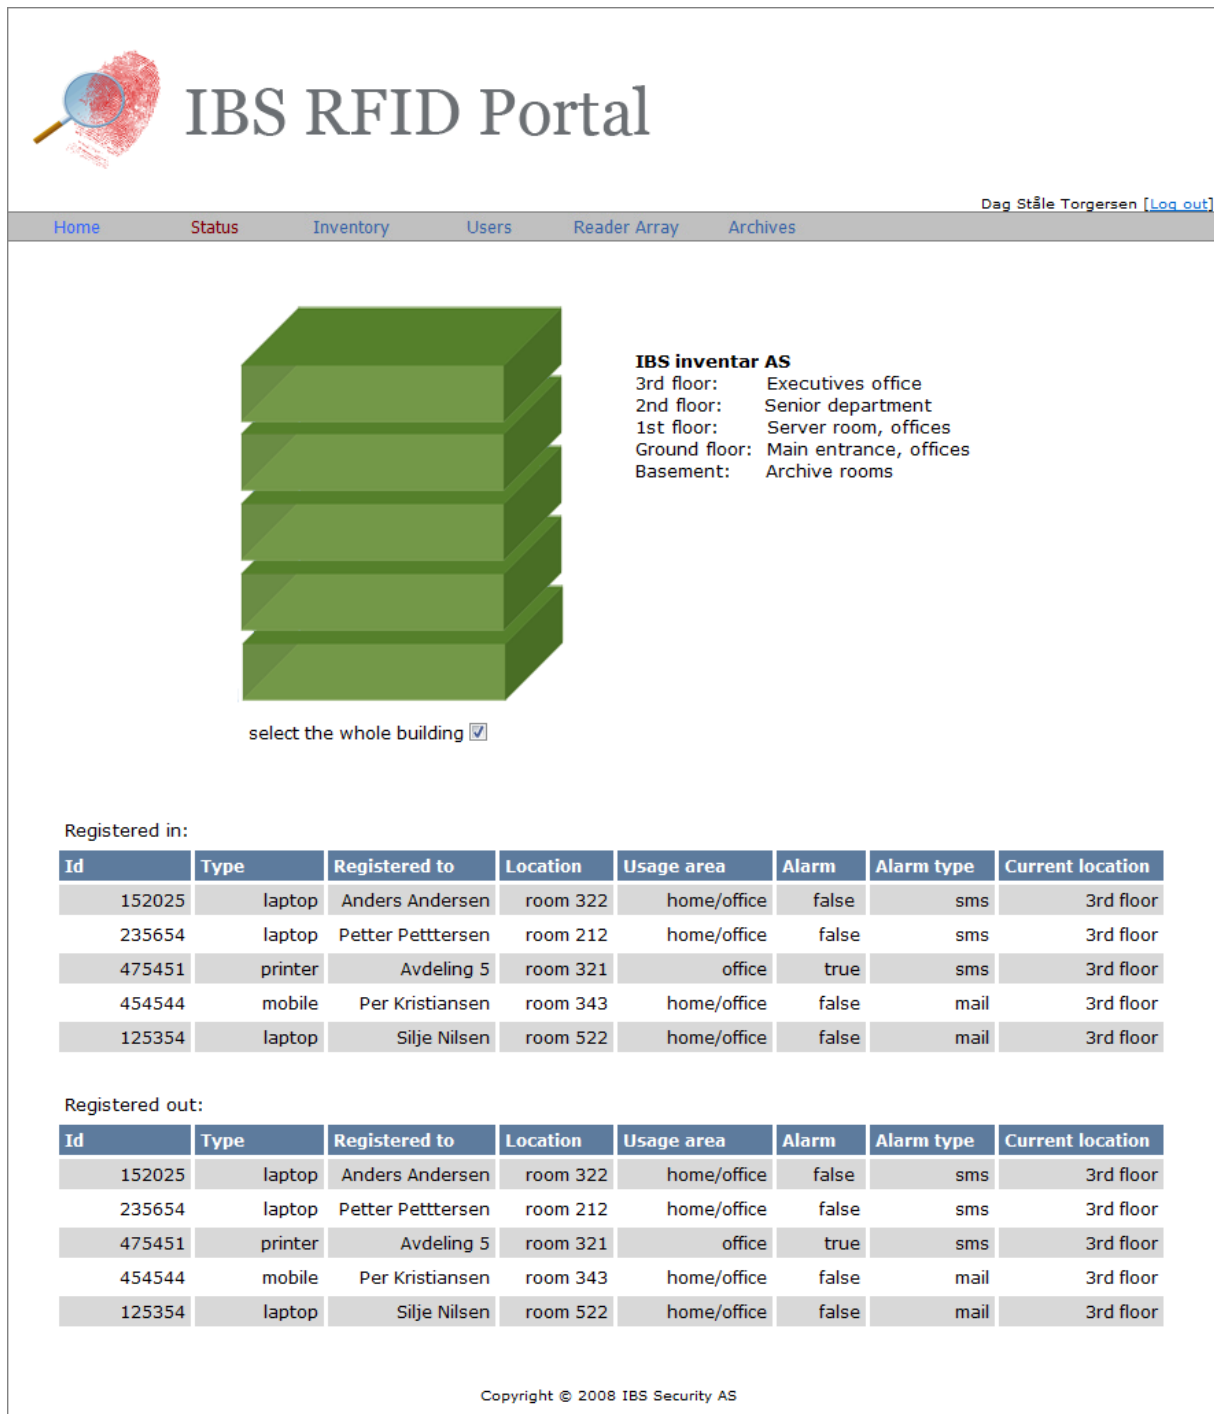 IBS RFID Portal
Dag Ståle Torgersen [Log out]
Home Status Inventory Users Reader Array Archives
IBS inventar AS
3rd floor: Executives office
2nd floor: Senior department
1st floor: Server room, offices
Ground floor: Main entrance, offices
Basement: Archive rooms
select the whole building
Registered in:
Id Type Registered to Location Usage area Alarm Alarm type Current location
152025 laptop Anders Andersen room 322 home/office false sms 3rd floor
235654 laptop Petter Petttersen room 212 home/office false sms 3rd floor
475451 printer Avdeling 5 room 321 office true sms 3rd floor
454544 mobile Per Kristiansen room 343 home/office false mail 3rd floor
125354 laptop Silje Nilsen room 522 home/office false mail 3rd floor
Registered out:
Id Type Registered to Location Usage area Alarm Alarm type Current location
152025 laptop Anders Andersen room 322 home/office false sms 3rd floor
235654 laptop Petter Petttersen room 212 home/office false sms 3rd floor
475451 printer Avdeling 5 room 321 office true sms 3rd floor
454544 mobile Per Kristiansen room 343 home/office false mail 3rd floor
125354 laptop Silje Nilsen room 522 home/office false mail 3rd floor
Copyright © 2008 IBS Security AS